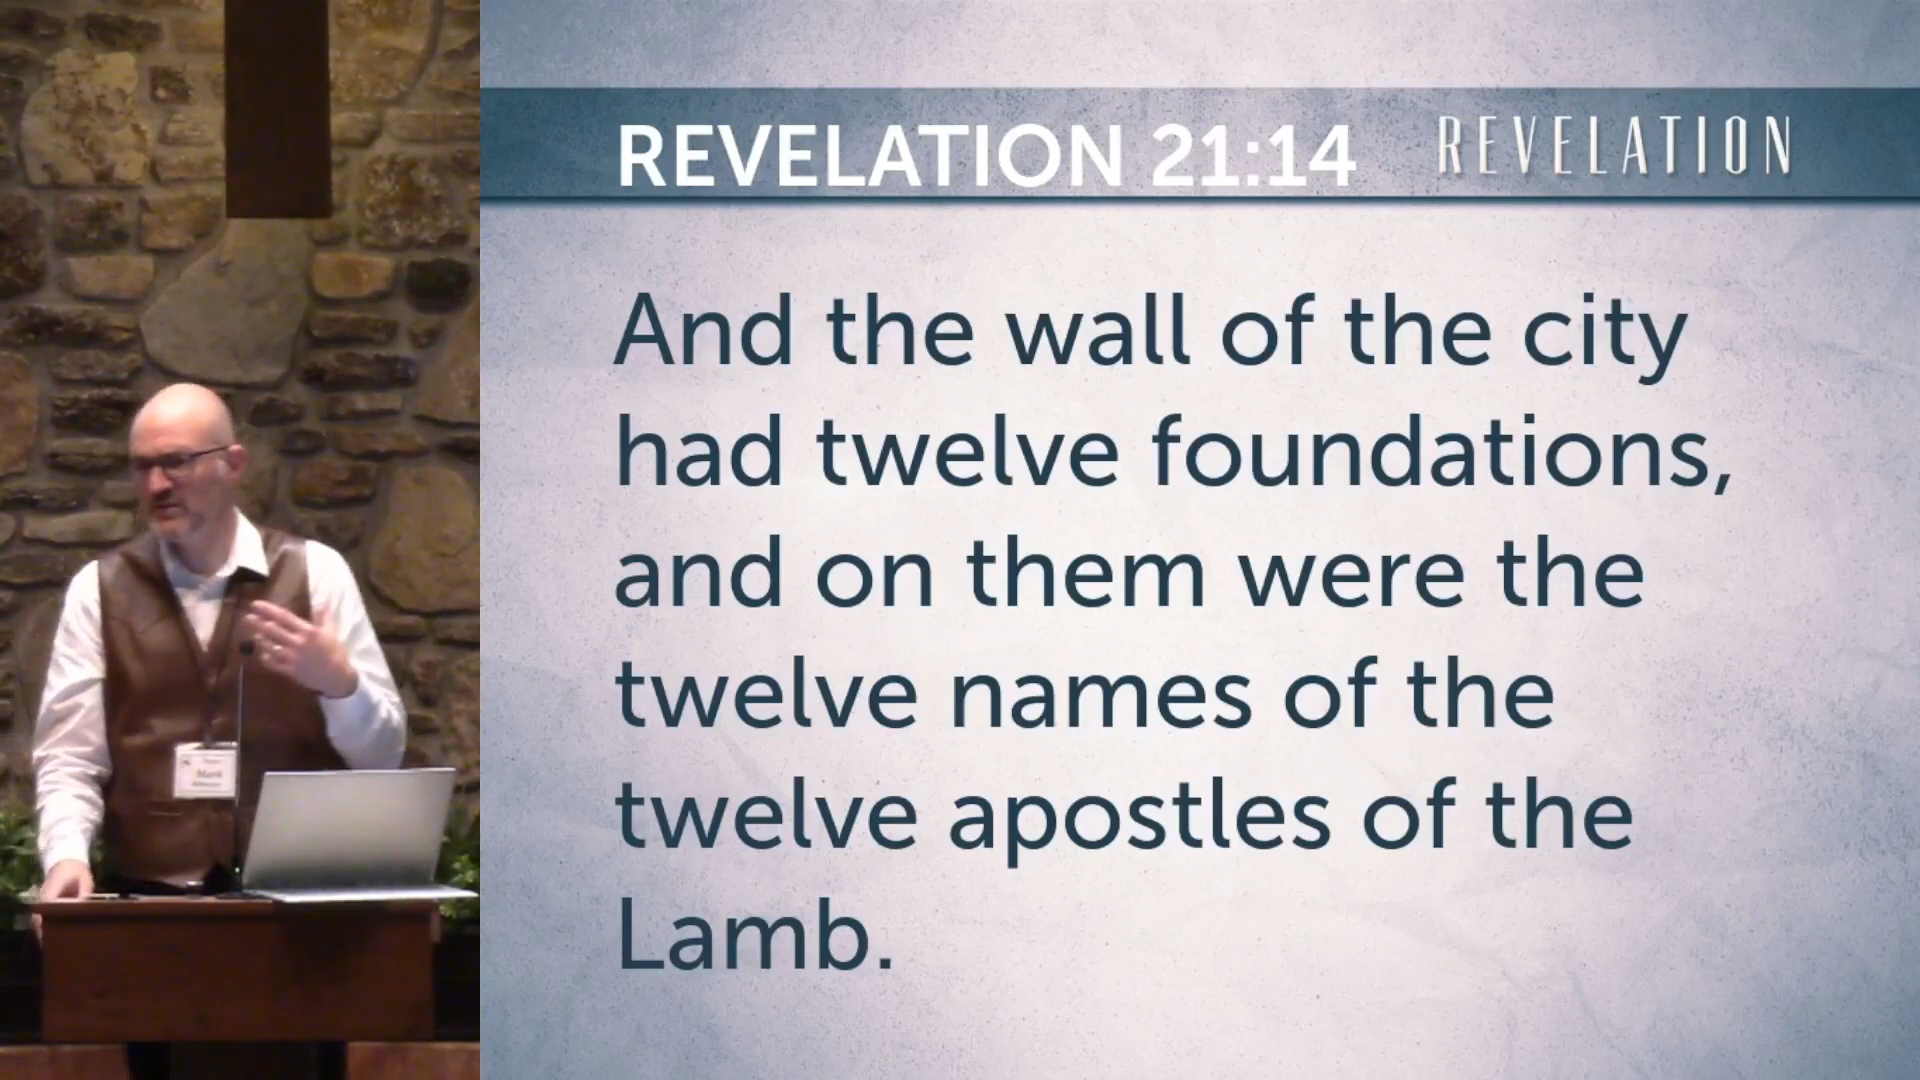 REVELATION 21:14
REVELATION
And the wall of the city
had twelve foundations,
and on them were the
twelve names of the
twelve apostles of the
Lamb.
Mark